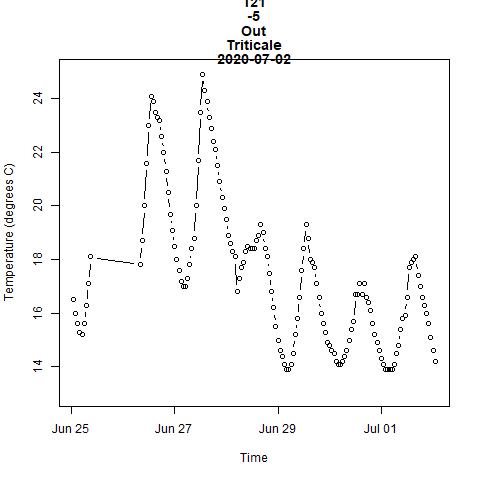 121
-5
Out
Triticale
2020-07-02
Temperature (degrees C)
24
22
20
18
16
14
Jun 25
Jun 27
Jun 29
Jul 01
Time